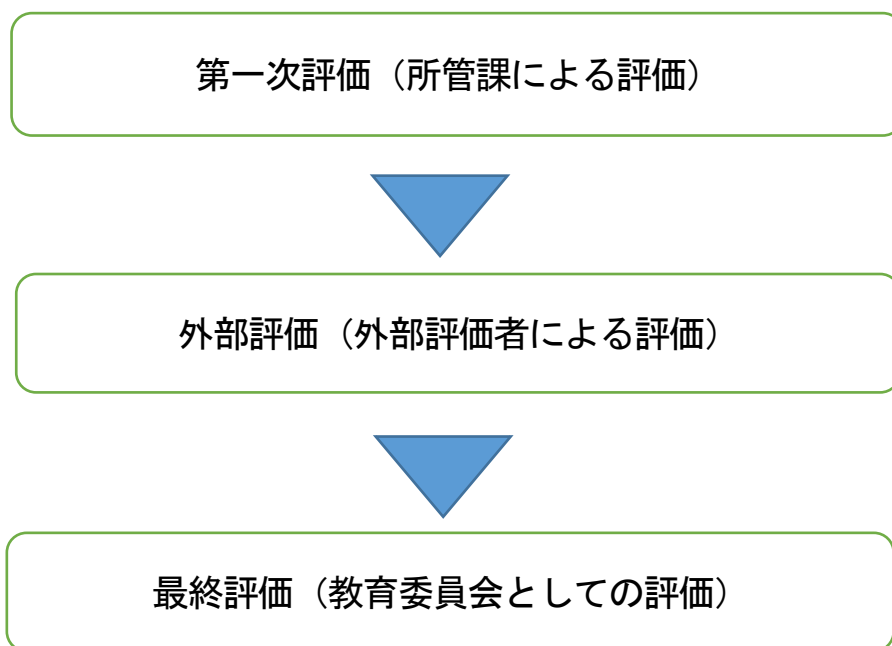 第一次評価（所管課による評価）
外部評価（外部評価者による評価）
最終評価（教育委員会としての評価）